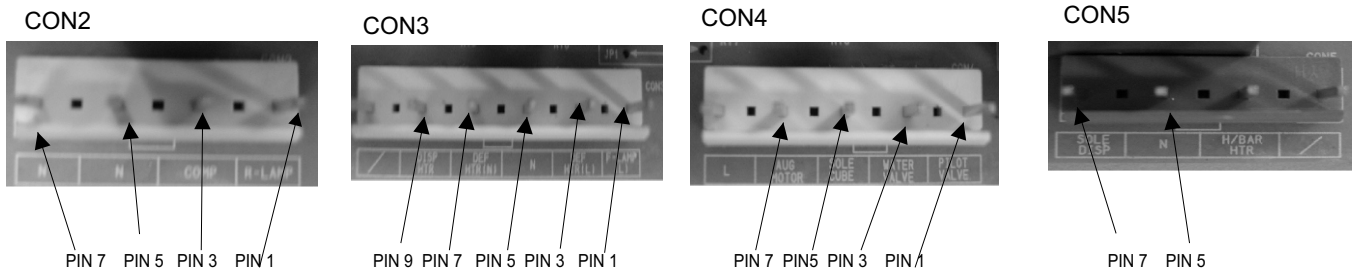 CON2
CON3
CON4
CON5
JP1
CON5
N
N
COMP
R-LAMP
DISP HTR
DEF HTR(N)
N
DEF HTR(L)
L
AUG MOTOR
SOLE CUBE
WATER VALVE
PILOT VALVE
SOLE DISP
N
H/BAR HTR
PIN 7
PIN 5
PIN 3
PIN 1
PIN 9
PIN 7
PIN 5
PIN 3
PIN 1
PIN 7
PIN5
PIN 3
PIN 1
PIN 7
PIN 5